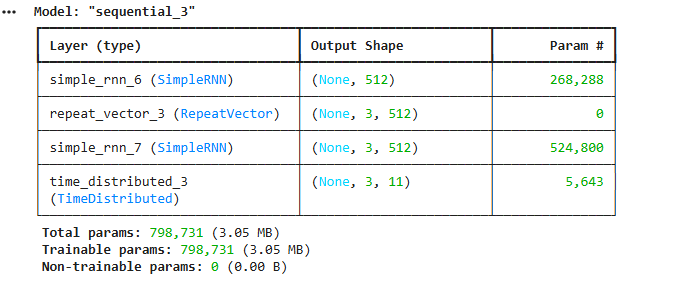 ••• Model: "sequential_3"
Layer (type) Output Shape Param #
simple_rnn_6 (SimpleRNN) (None, 512) 268,288
repeat_vector_3 (RepeatVector) (None, 3, 512) 0
simple_rnn_7 (SimpleRNN) (None, 3, 512) 524,800
time_distributed_3 (None, 3, 11) 5,643
(TimeDistributed)
Total params: 798,731 (3.05 MB)
Trainable params: 798,731 (3.05 MB)
Non-trainable params: 0 (0.00 B)